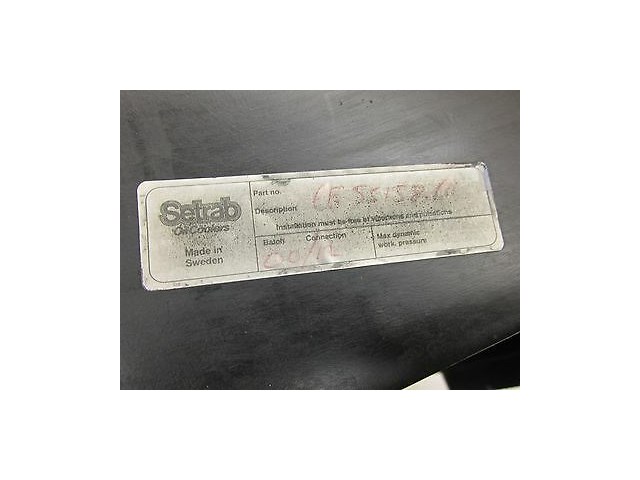 Setrab
Oil Coolers
Made in
Sweden
Part no.
Description
Installation must be free of vibrations and pulsations
Batch Connection
Max dynamic
work, pressure